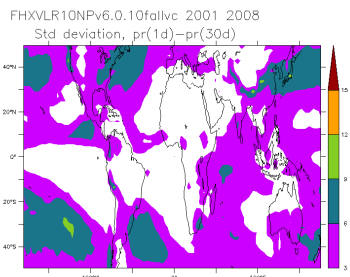 FHXVLR10NPv6.0.10fallvc 2001 2008
Std deviation, pr(1d)−pr(30d)
40°N
20°N
0°
20°S
40°S
15
12
9
6
3